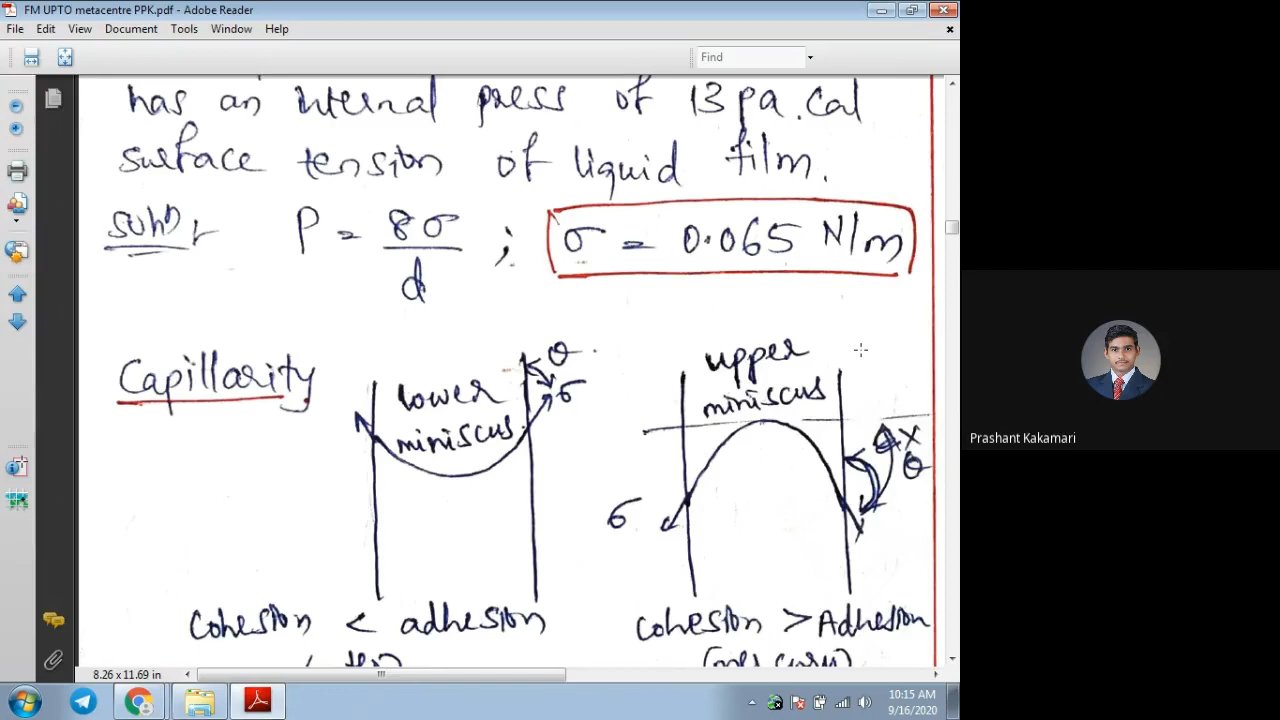 FM UPTO metacentre PPK.pdf - Adobe Reader
File Edit View Document Tools Window Help
Find
has an internal press of 13 pa. Cal
surface tension of liquid film.
P = 8σ / d ; σ = 0.065 N/m
Capillarity
lower
miniscus
θ
σ
upper
miniscus
σ
θ
Cohesion < adhesion
cohesion > Adhesion
8.26 x 11.69 in
Prashant Kakamari
10:15 AM
9/16/2020